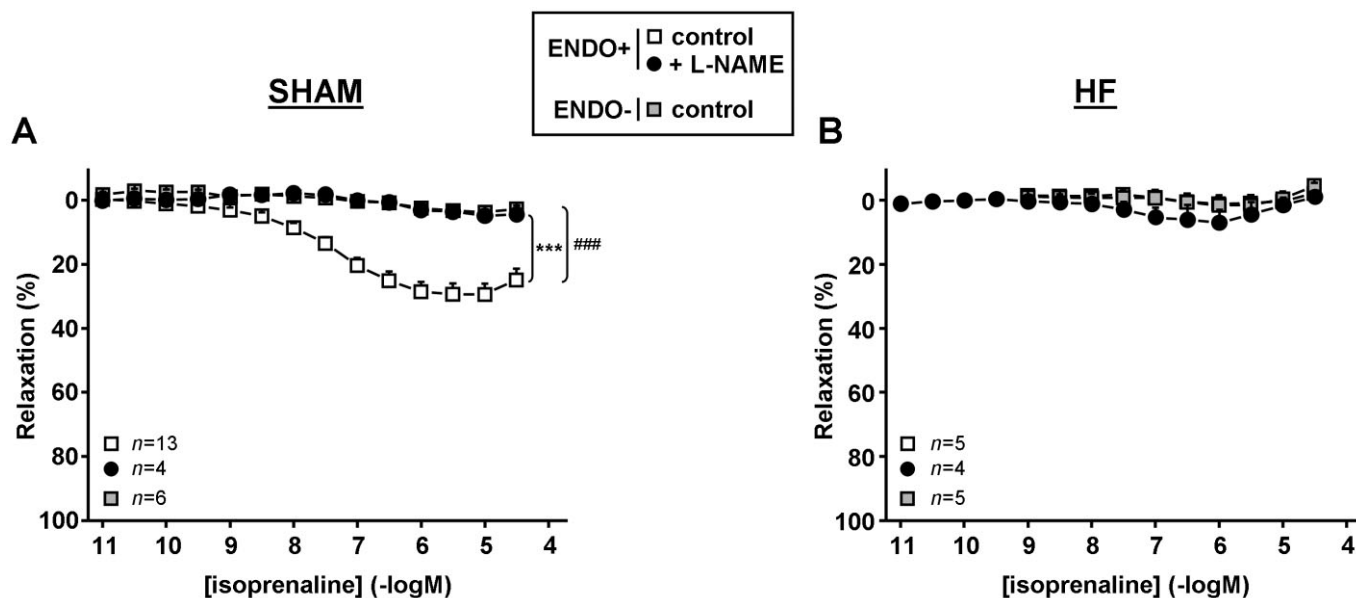 ENDO+ control
+ L-NAME
ENDO- control
SHAM
HF
A
B
Relaxation (%)
0
20
40
60
80
100
***
###
n=13
n=4
n=6
11 10 9 8 7 6 5 4
[isoprenaline] (-logM)
Relaxation (%)
0
20
40
60
80
100
n=5
n=4
n=5
11 10 9 8 7 6 5 4
[isoprenaline] (-logM)